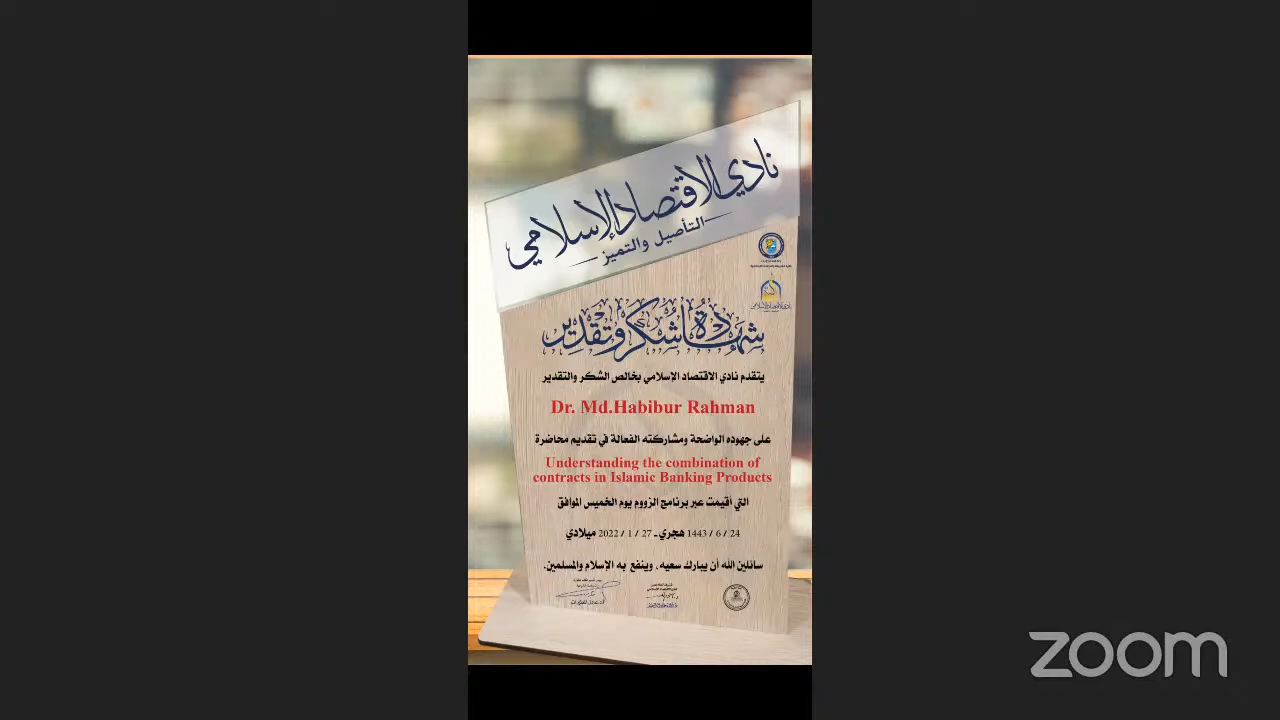 نادي الاقتصاد الإسلامي
التأصيل والتميز
نادي الاقتصاد الإسلامي
شهادة شكر وتقدير
يتقدم نادي الاقتصاد الإسلامي بخالص الشكر والتقدير
Dr. Md.Habibur Rahman
على جهوده الواضحة ومشاركته الفعالة في تقديم محاضرة
Understanding the combination of
contracts in Islamic Banking Products
التي أقيمت عبر برنامج الزووم يوم الخميس الموافق
24 / 6 / 1443 هجري - 27 / 1 / 2022 ميلادي
سائلين الله أن يبارك سعيه، وينفع به الإسلام والمسلمين.
zoom